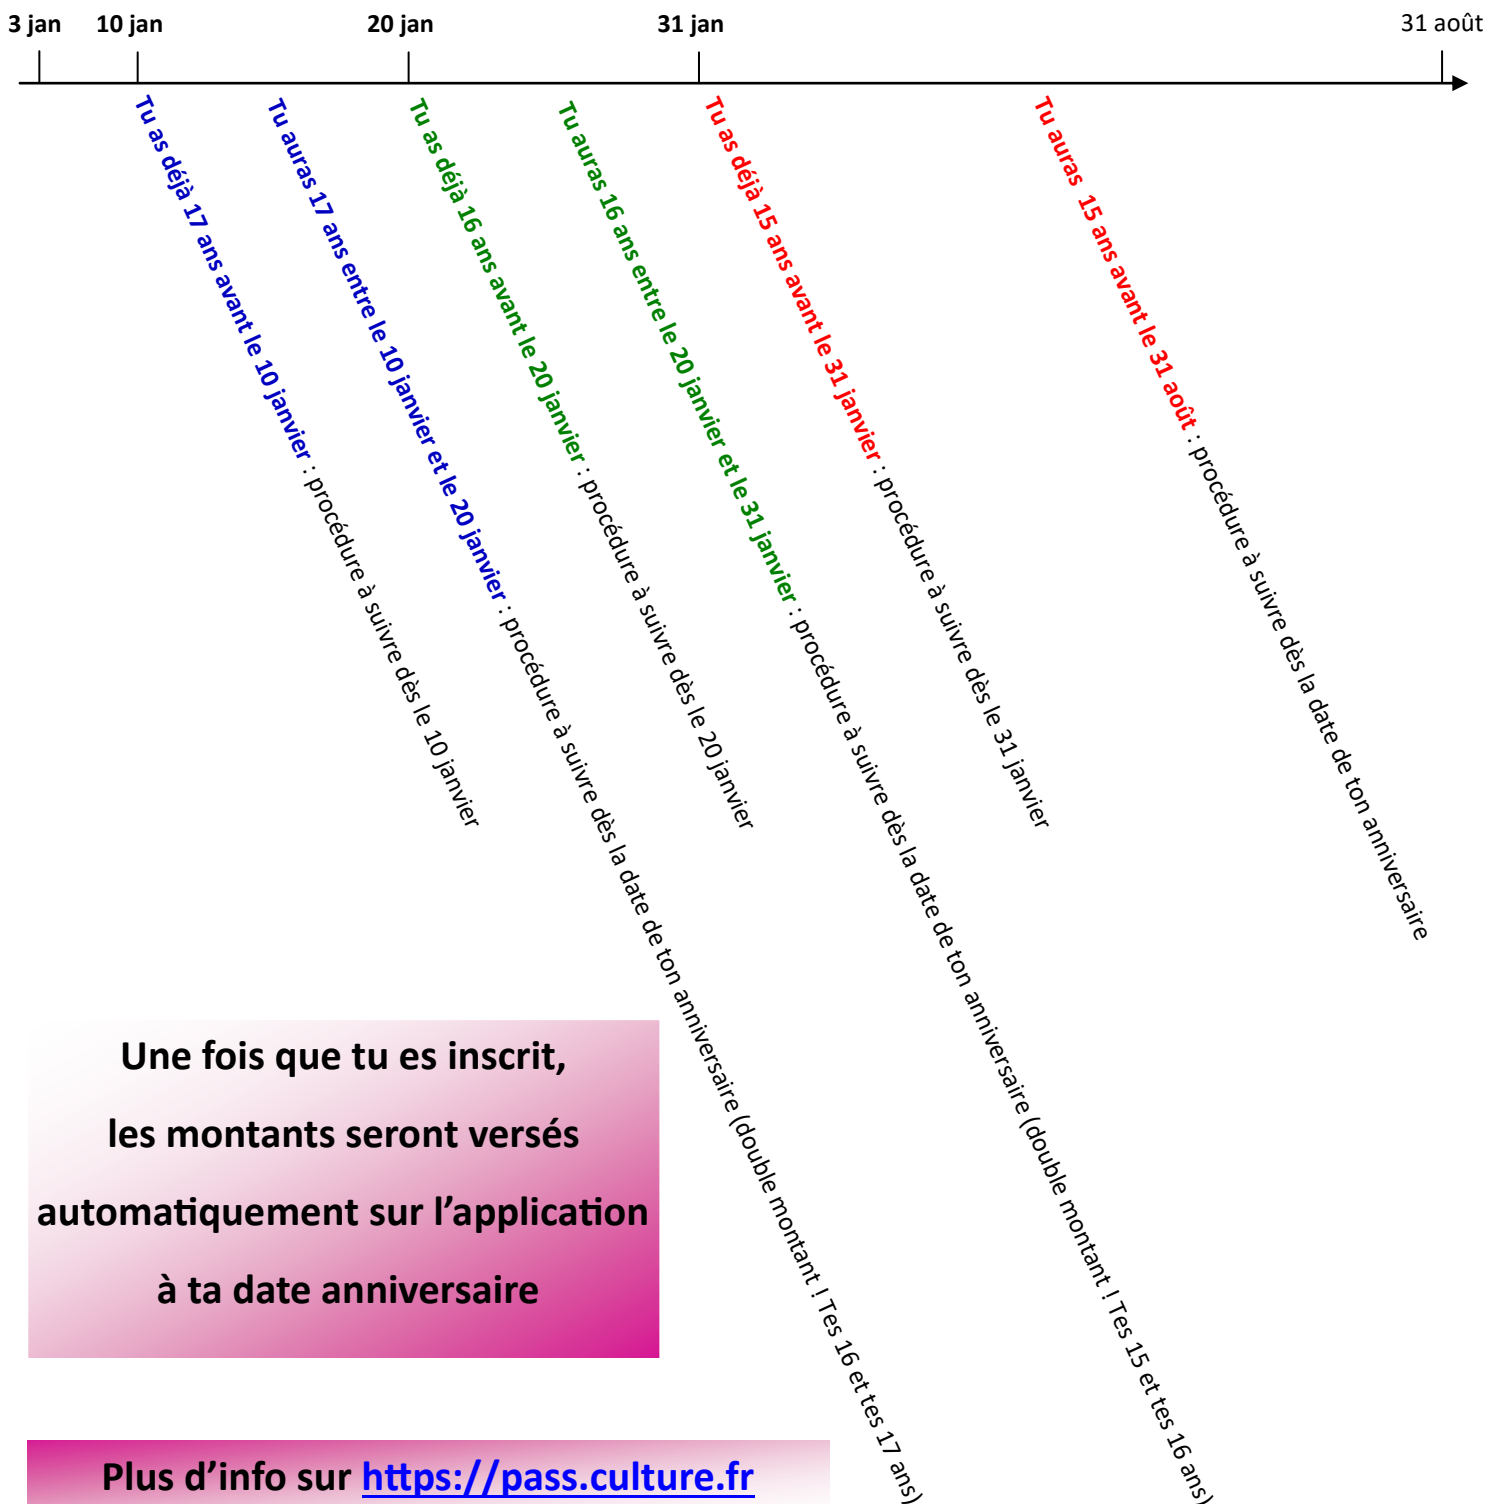 3 jan 10 jan 20 jan 31 jan 31 août
Tu as déjà 17 ans avant le 10 janvier : procédure à suivre dès le 10 janvier
Tu auras 17 ans entre le 10 janvier et le 20 janvier : procédure à suivre dès la date de ton anniversaire (double montant ! Tes 16 et tes 17 ans)
Tu as déjà 16 ans avant le 20 janvier : procédure à suivre dès le 20 janvier
Tu auras 16 ans entre le 20 janvier et le 31 janvier : procédure à suivre dès la date de ton anniversaire (double montant ! Tes 15 et tes 16 ans)
Tu as déjà 15 ans avant le 31 janvier : procédure à suivre dès le 31 janvier
Tu auras 15 ans avant le 31 août : procédure à suivre dès la date de ton anniversaire
Une fois que tu es inscrit,
les montants seront versés
automatiquement sur l’application
à ta date anniversaire
Plus d’info sur https://pass.culture.fr